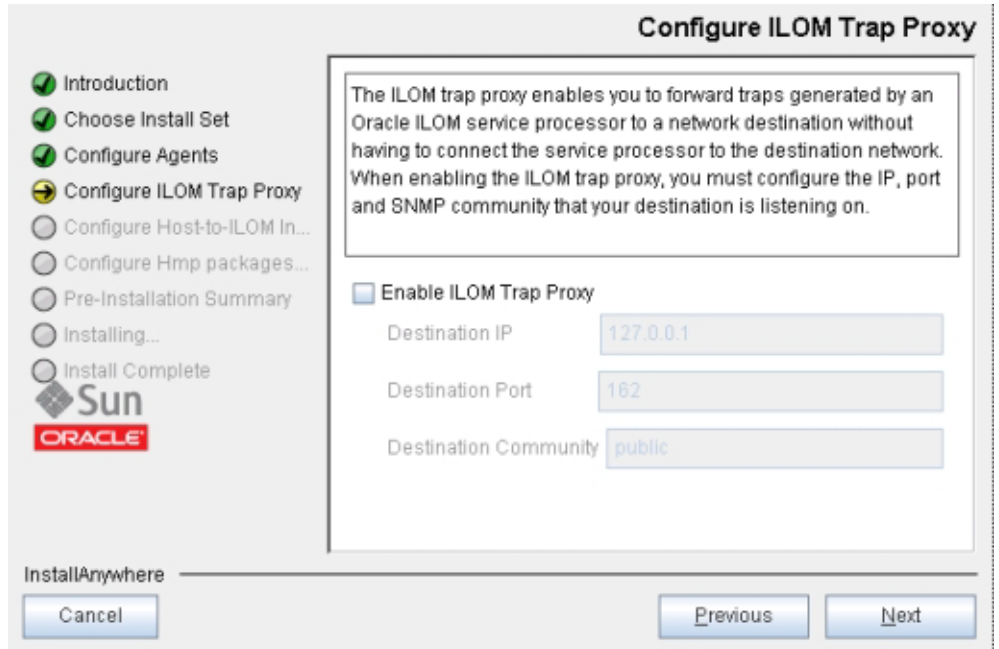 Configure ILOM Trap Proxy
Introduction
Choose Install Set
Configure Agents
Configure ILOM Trap Proxy
Configure Host-to-ILOM In...
Configure Hmp packages...
Pre-Installation Summary
Installing...
Install Complete
Sun
ORACLE
The ILOM trap proxy enables you to forward traps generated by an
Oracle ILOM service processor to a network destination without
having to connect the service processor to the destination network.
When enabling the ILOM trap proxy, you must configure the IP, port
and SNMP community that your destination is listening on.
Enable ILOM Trap Proxy
Destination IP 127.0.0.1
Destination Port 162
Destination Community public
InstallAnywhere
Cancel Previous Next